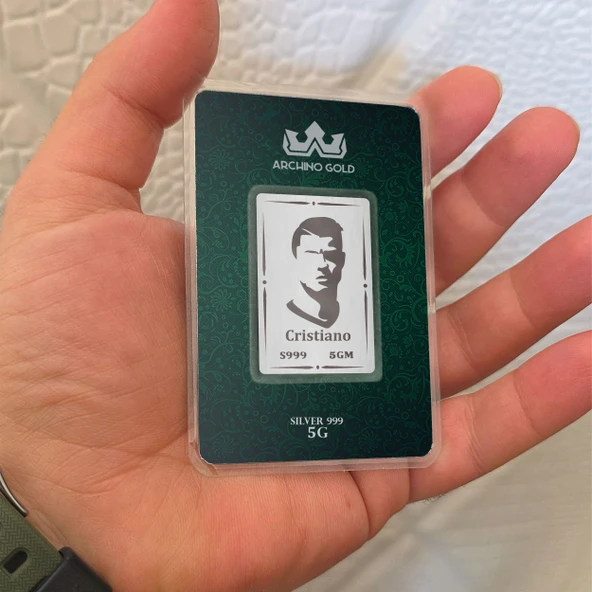 ARCHINO GOLD
Cristiano
S999 5GM
SILVER 999
5G